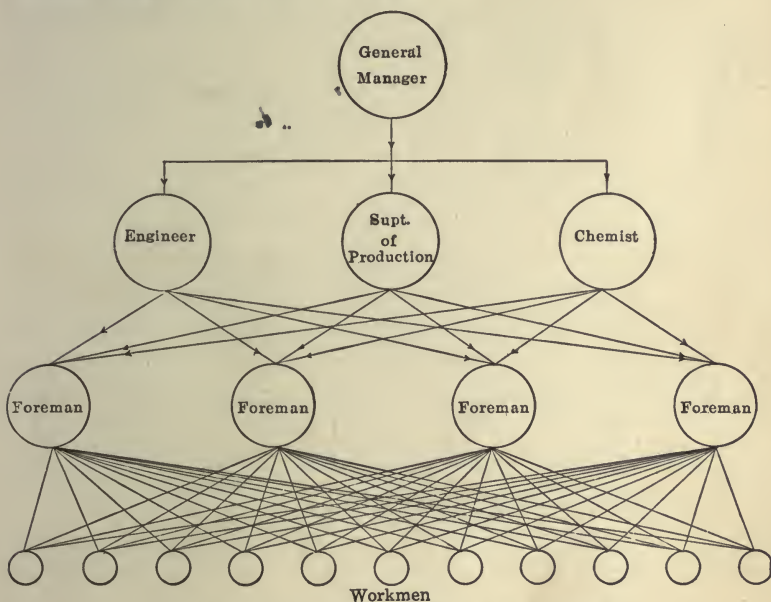 General
Manager
Engineer
Supt.
of
Production
Chemist
Foreman
Foreman
Foreman
Foreman
Workmen